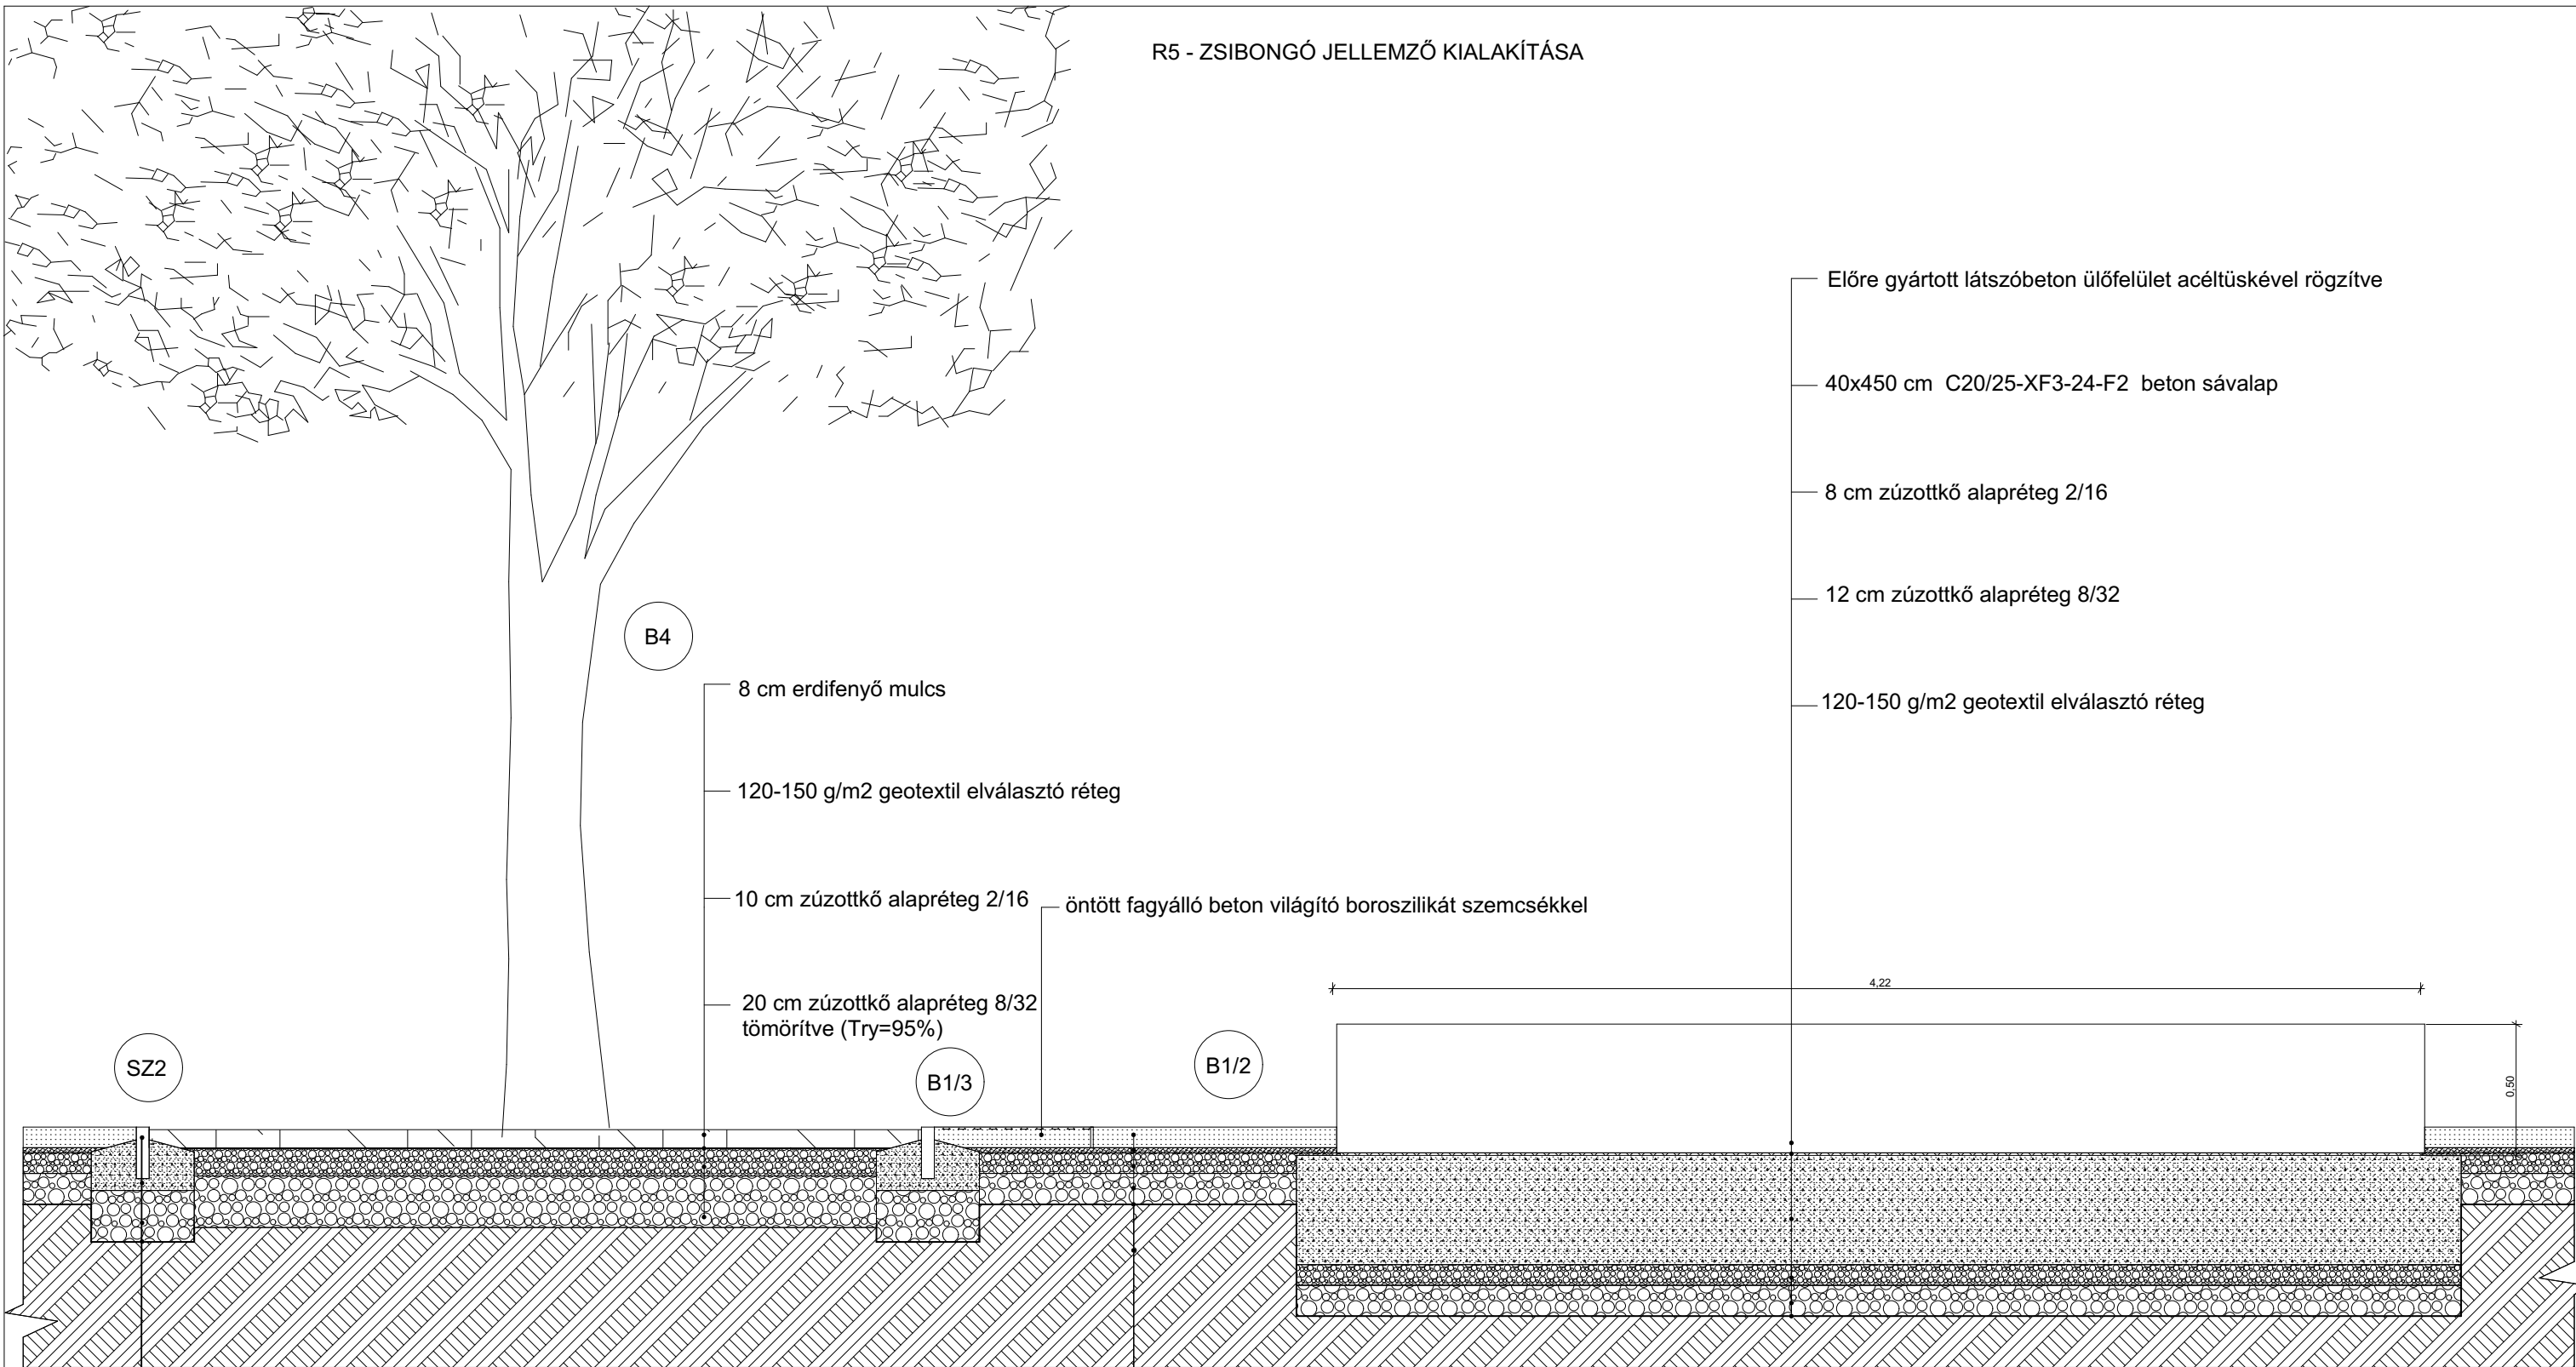 R5 - ZSIBONGÓ JELLEMZŐ KIALAKÍTÁSA
Előre gyártott látszóbeton ülőfelület acéltüskével rögzítve
40x450 cm C20/25-XF3-24-F2 beton sávalap
8 cm zúzottkő alapréteg 2/16
12 cm zúzottkő alapréteg 8/32
120-150 g/m2 geotextil elválasztó réteg
B4
8 cm erdifenyő mulcs
120-150 g/m2 geotextil elválasztó réteg
10 cm zúzottkő alapréteg 2/16
öntött fagyálló beton világító boroszilikát szemcsékkel
20 cm zúzottkő alapréteg 8/32
tömörítve (Try=95%)
4,22
SZ2
B1/3
B1/2
0,50